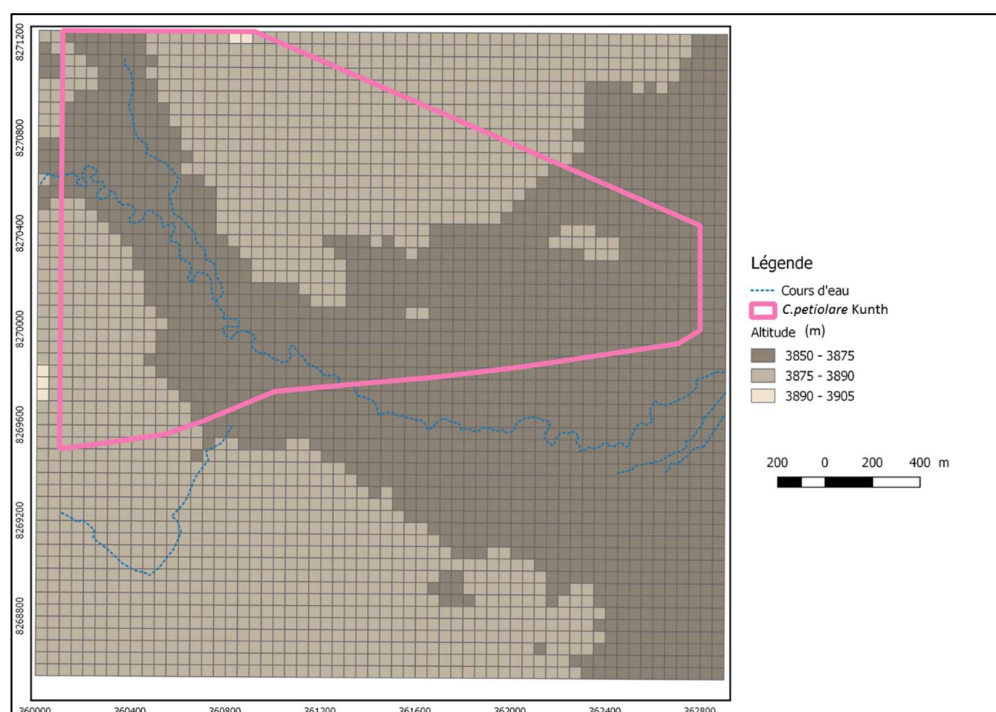 8271200
8270800
8270400
8270000
8269600
8269200
8268800
360000 360400 360800 361200 361600 362000 362400 362800
Légende
Cours d'eau
C.petiolare Kunth
Altitude (m)
3850 - 3875
3875 - 3890
3890 - 3905
200 0 200 400 m